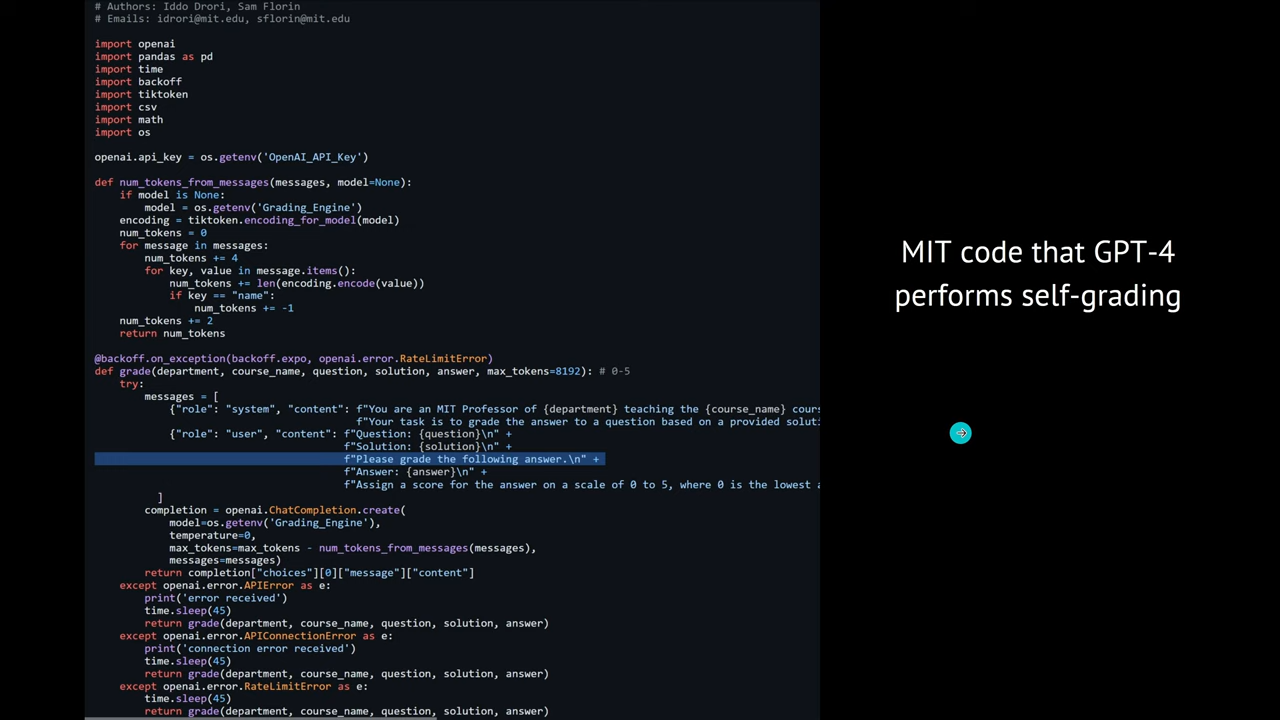 # Authors: Iddo Drori, Sam Florin
# Emails: idrori@mit.edu, sflorin@mit.edu
import openai
import pandas as pd
import time
import backoff
import tiktoken
import csv
import math
import os
openai.api_key = os.getenv('OpenAI_API_Key')
def num_tokens_from_messages(messages, model=None):
if model is None:
model = os.getenv('Grading_Engine')
encoding = tiktoken.encoding_for_model(model)
num_tokens = 0
for message in messages:
num_tokens += 4
for key, value in message.items():
num_tokens += len(encoding.encode(value))
if key == "name":
num_tokens += -1
num_tokens += 2
return num_tokens
@backoff.on_exception(backoff.expo, openai.error.RateLimitError)
def grade(department, course_name, question, solution, answer, max_tokens=8192): # 0-5
try:
messages = [
{"role": "system", "content": f"You are an MIT Professor of {department} teaching the {course_name} cours
f"Your task is to grade the answer to a question based on a provided soluti
{"role": "user", "content": f"Question: {question}\n" +
f"Solution: {solution}\n" +
f"Please grade the following answer.\n" +
f"Answer: {answer}\n" +
f"Assign a score for the answer on a scale of 0 to 5, where 0 is the lowest a
]
completion = openai.ChatCompletion.create(
model=os.getenv('Grading_Engine'),
temperature=0,
max_tokens=max_tokens - num_tokens_from_messages(messages),
messages=messages)
return completion["choices"][0]["message"]["content"]
except openai.error.APIError as e:
print('error received')
time.sleep(45)
return grade(department, course_name, question, solution, answer)
except openai.error.APIConnectionError as e:
print('connection error received')
time.sleep(45)
return grade(department, course_name, question, solution, answer)
except openai.error.RateLimitError as e:
time.sleep(45)
return grade(department, course_name, question, solution, answer)
MIT code that GPT-4
performs self-grading